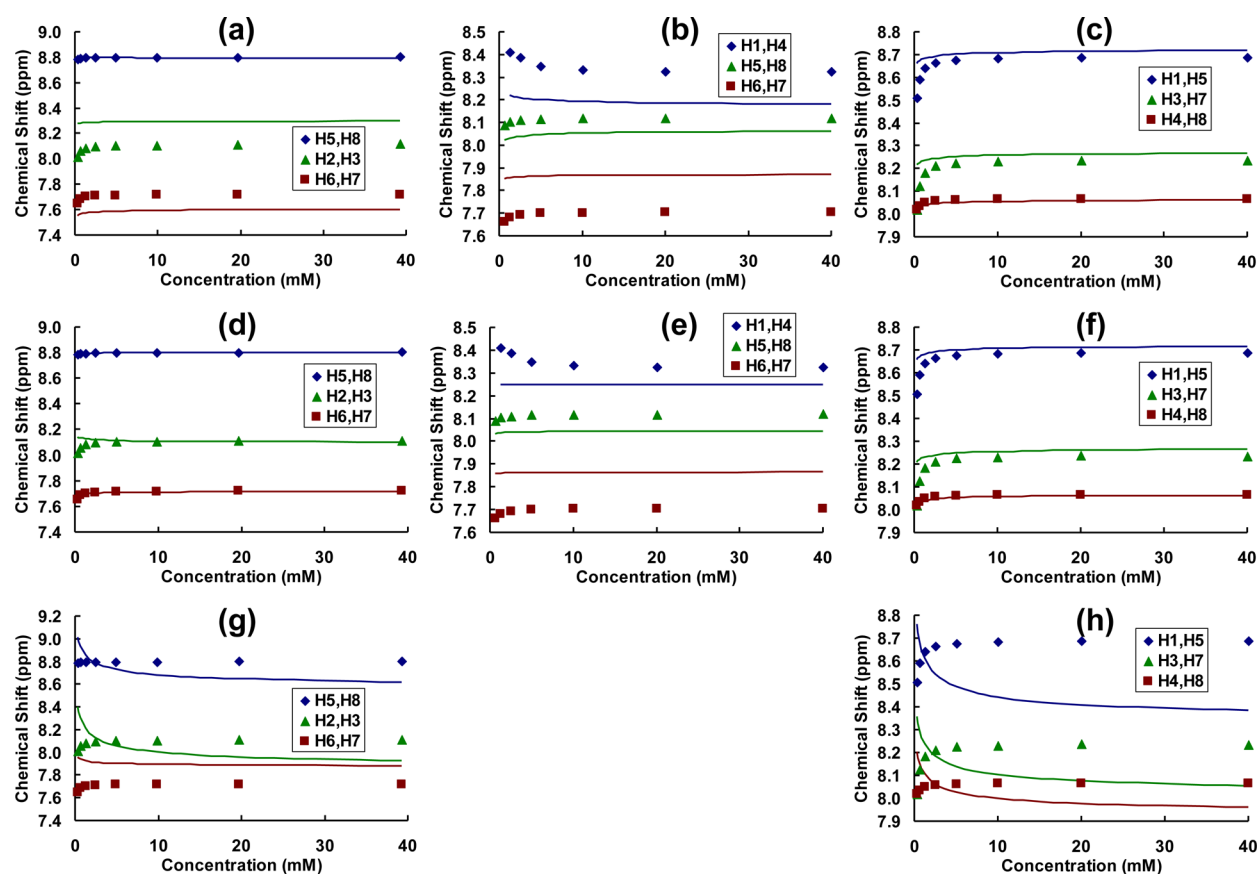 (a)
Chemical Shift (ppm)
9.0
8.8
8.6
8.4
8.2
8.0
7.8
7.6
7.4
H5,H8
H2,H3
H6,H7
0 10 20 30 40
Concentration (mM)
(b)
Chemical Shift (ppm)
8.5
8.4
8.3
8.2
8.1
8.0
7.9
7.8
7.7
7.6
H1,H4
H5,H8
H6,H7
0 10 20 30 40
Concentration (mM)
(c)
Chemical Shift (ppm)
8.8
8.7
8.6
8.5
8.4
8.3
8.2
8.1
8.0
7.9
H1,H5
H3,H7
H4,H8
0 10 20 30 40
Concentration (mM)
(d)
Chemical Shift (ppm)
9.0
8.8
8.6
8.4
8.2
8.0
7.8
7.6
7.4
H5,H8
H2,H3
H6,H7
0 10 20 30 40
Concentration (mM)
(e)
Chemical Shift (ppm)
8.5
8.4
8.3
8.2
8.1
8.0
7.9
7.8
7.7
7.6
H1,H4
H5,H8
H6,H7
0 10 20 30 40
Concentration (mM)
(f)
Chemical Shift (ppm)
8.8
8.7
8.6
8.5
8.4
8.3
8.2
8.1
8.0
7.9
H1,H5
H3,H7
H4,H8
0 10 20 30 40
Concentration (mM)
(g)
Chemical Shift (ppm)
9.2
9.0
8.8
8.6
8.4
8.2
8.0
7.8
7.6
7.4
H5,H8
H2,H3
H6,H7
0 10 20 30 40
Concentration (mM)
(h)
Chemical Shift (ppm)
8.8
8.7
8.6
8.5
8.4
8.3
8.2
8.1
8.0
7.9
H1,H5
H3,H7
H4,H8
0 10 20 30 40
Concentration (mM)